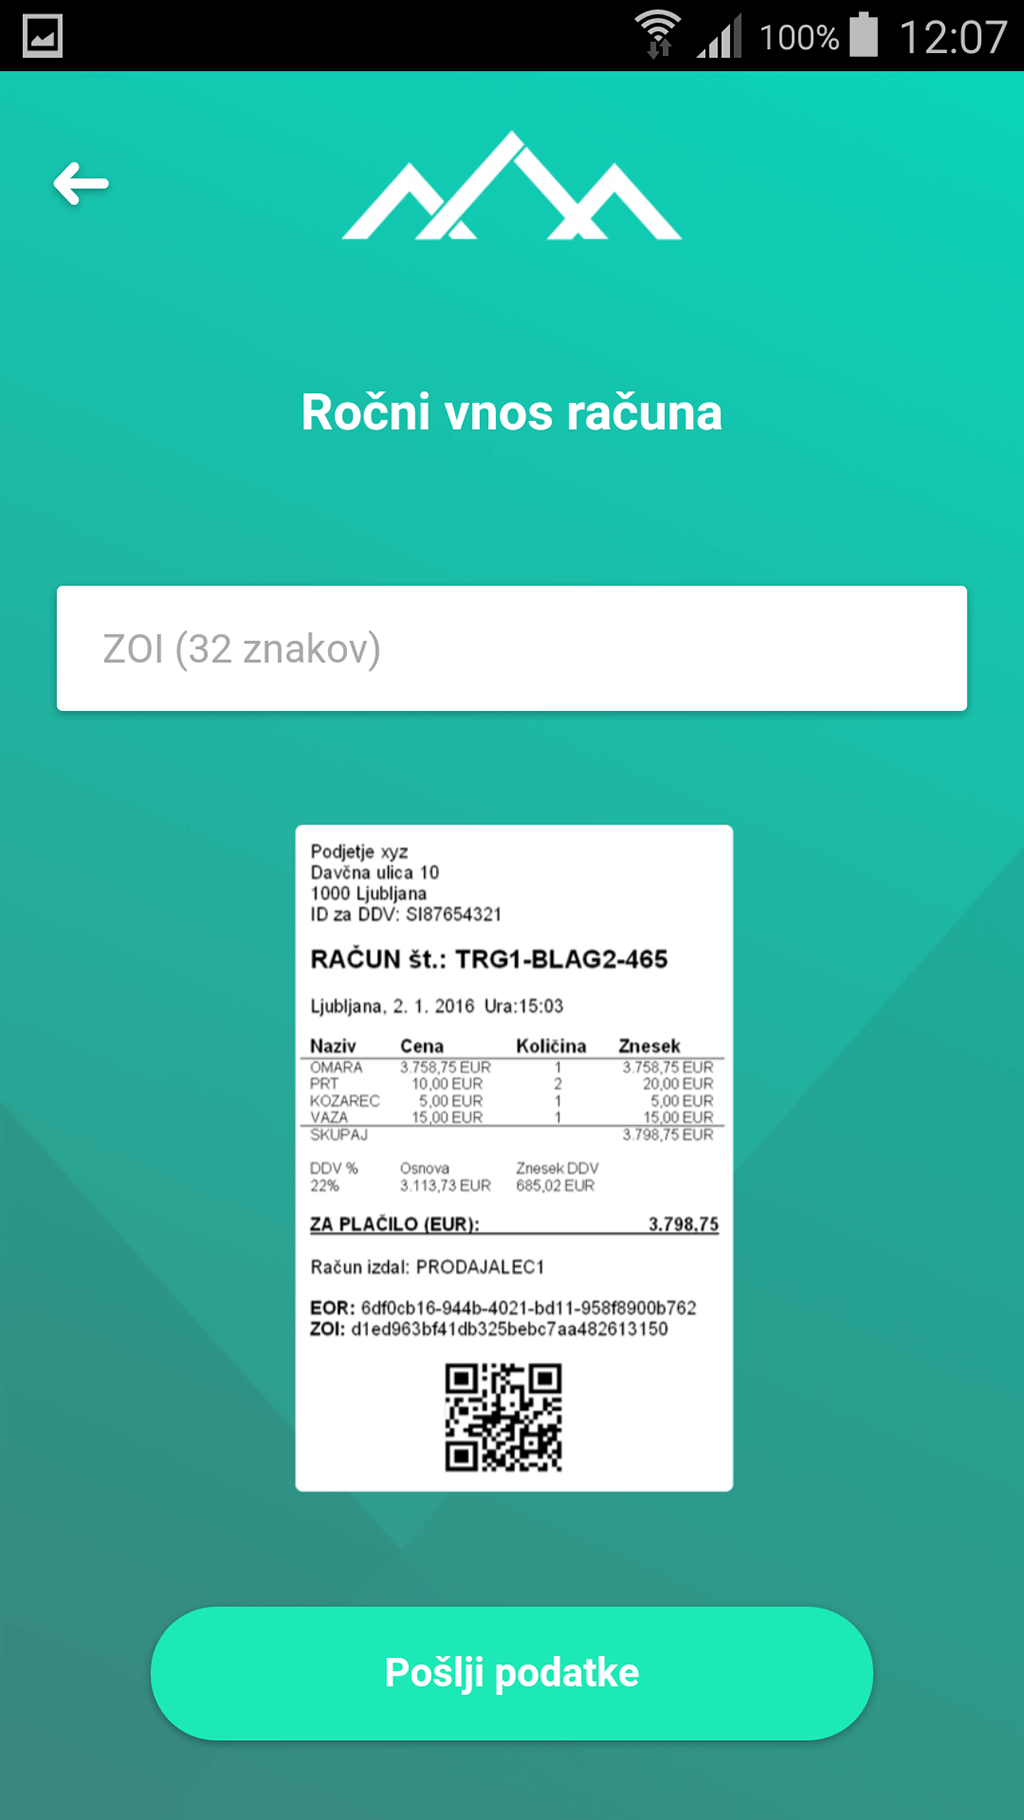 100% 12:07
Ročni vnos računa
ZOI (32 znakov)
Podjetje xyz
Davčna ulica 10
1000 Ljubljana
ID za DDV: SI87654321
RAČUN št.: TRG1-BLAG2-465
Ljubljana, 2. 1. 2016 Ura:15:03
Naziv Cena Količina Znesek
OMARA 3.758,75 EUR 1 3.758,75 EUR
PRT 10,00 EUR 2 20,00 EUR
KOZAREC 5,00 EUR 1 5,00 EUR
VAZA 15,00 EUR 1 15,00 EUR
SKUPAJ 3.798,75 EUR
DDV % Osnova Znesek DDV
22% 3.113,73 EUR 685,02 EUR
ZA PLAČILO (EUR): 3.798,75
Račun izdal: PRODAJALEC1
EOR: 6df0cb16-944b-4021-bd11-958f8900b762
ZOI: d1ed963bf41db325bebc7aa482613150
Pošlji podatke